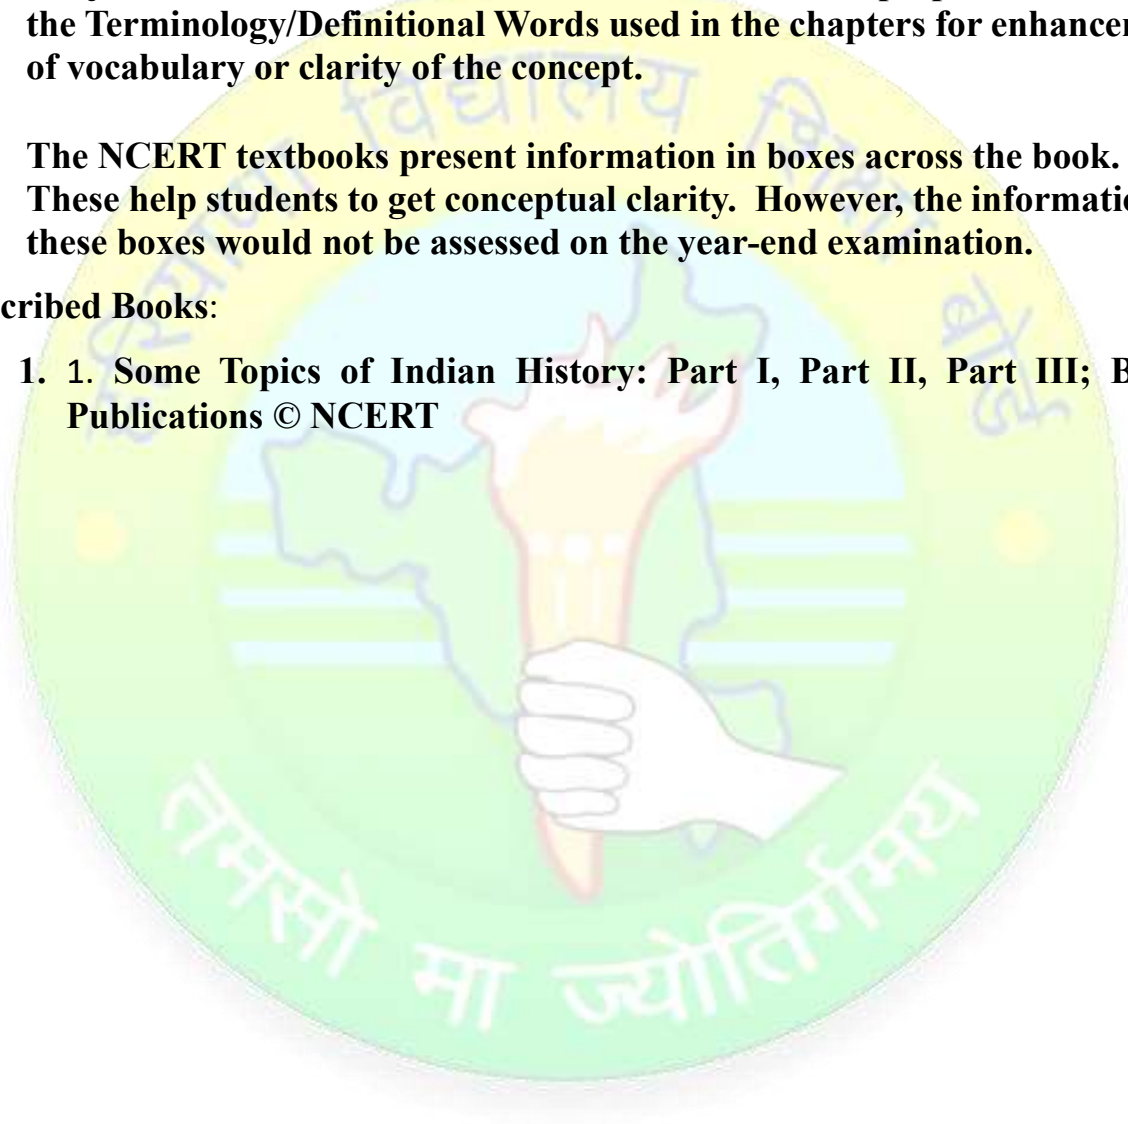 the Terminology/Definitional Words used in the chapters for
of vocabulary or clarity of the concept.
The NCERT textbooks present information in boxes across the book.
These help students to get conceptual clarity. However, the
these boxes would not be assessed on the year-end examination.
Books:
1. 1. Some Topics of Indian History: Part I, Part II, Part III;
Publications © NCERT
विद्यालय शिक्षा बोर्ड
तमसो मा ज्योतिर्गमय